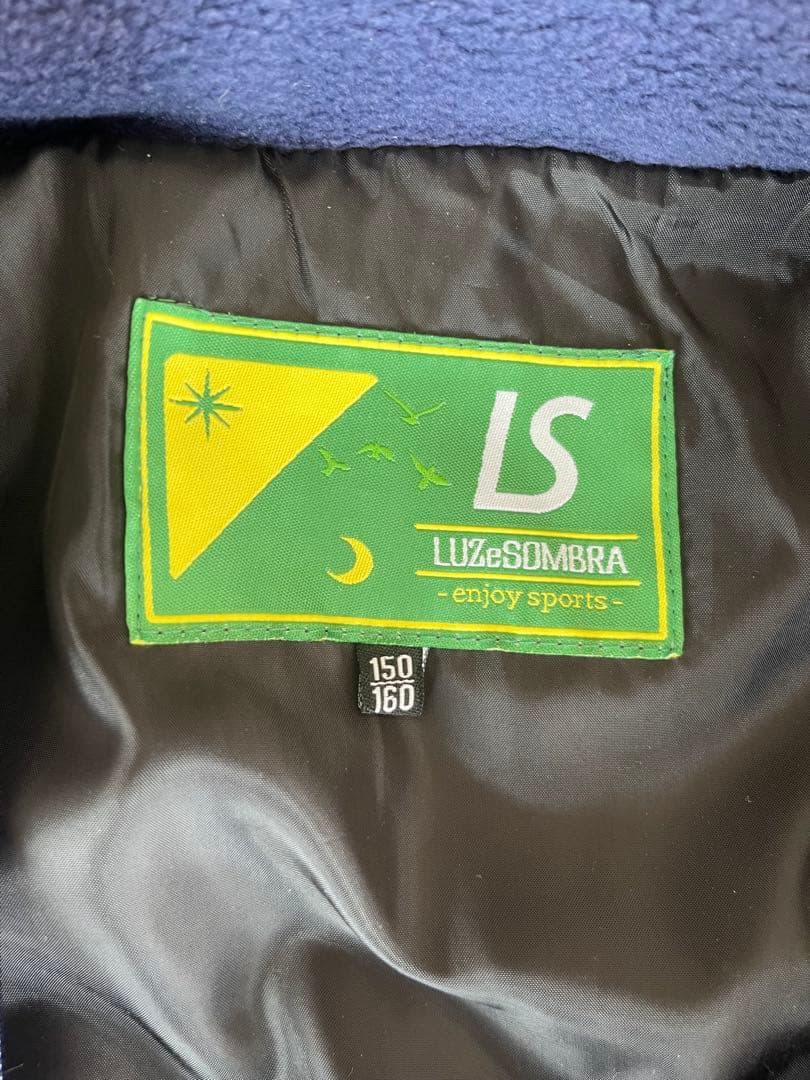 LS
LUZeSOMBRA
-enjoy sports-
150
160